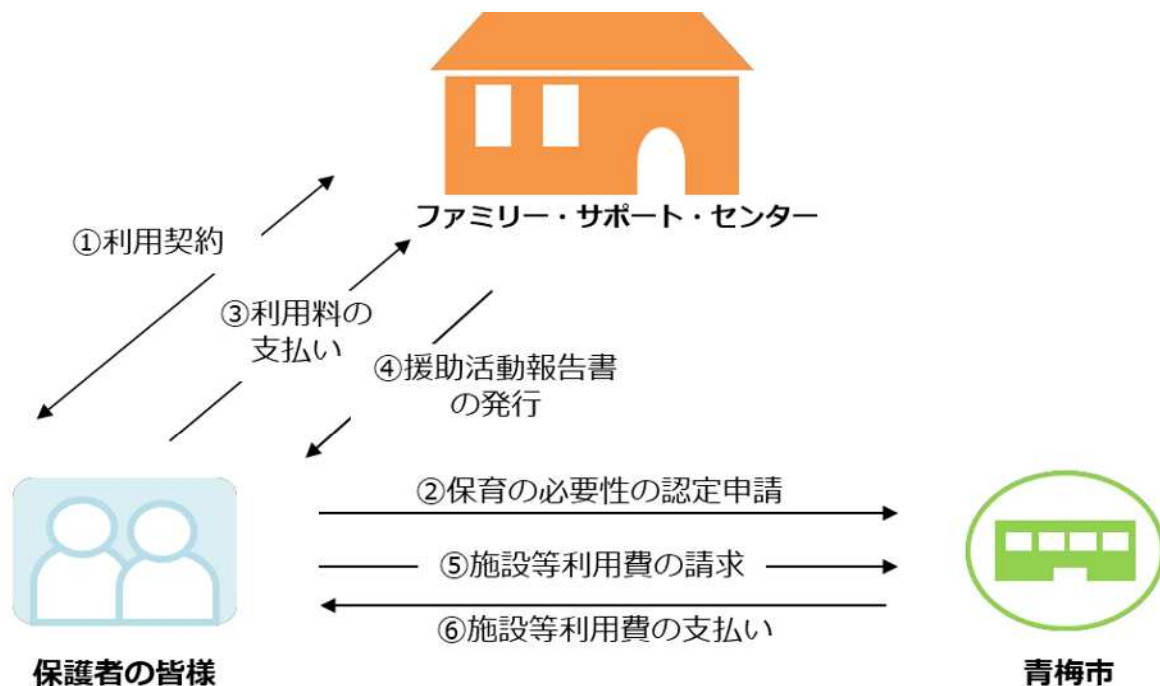 ファミリー・サポート・センター
①利用契約
③利用料の
支払い
④援助活動報告書
の発行
②保育の必要性の認定申請
⑤施設等利用費の請求
⑥施設等利用費の支払い
保護者の皆様
青梅市